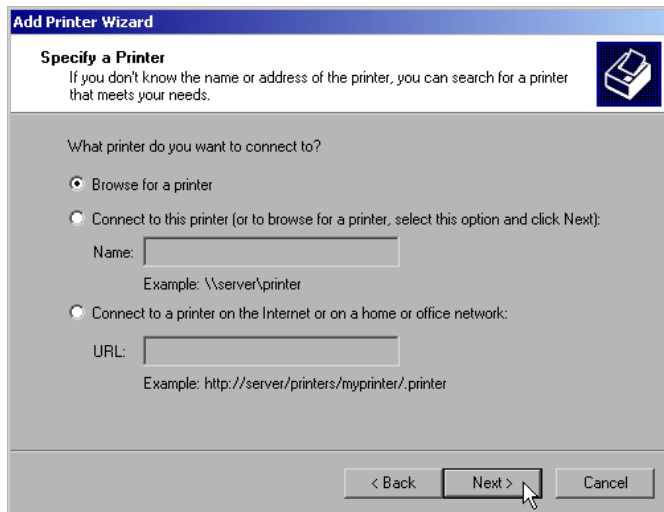 Add Printer Wizard
Specify a Printer
If you don't know the name or address of the printer, you can search for a printer
that meets your needs.
What printer do you want to connect to?
Browse for a printer
Connect to this printer (or to browse for a printer, select this option and click Next):
Name:
Example: \\server\printer
Connect to a printer on the Internet or on a home or office network:
URL:
Example: http://server/printers/myprinter/.printer
< Back Next > Cancel